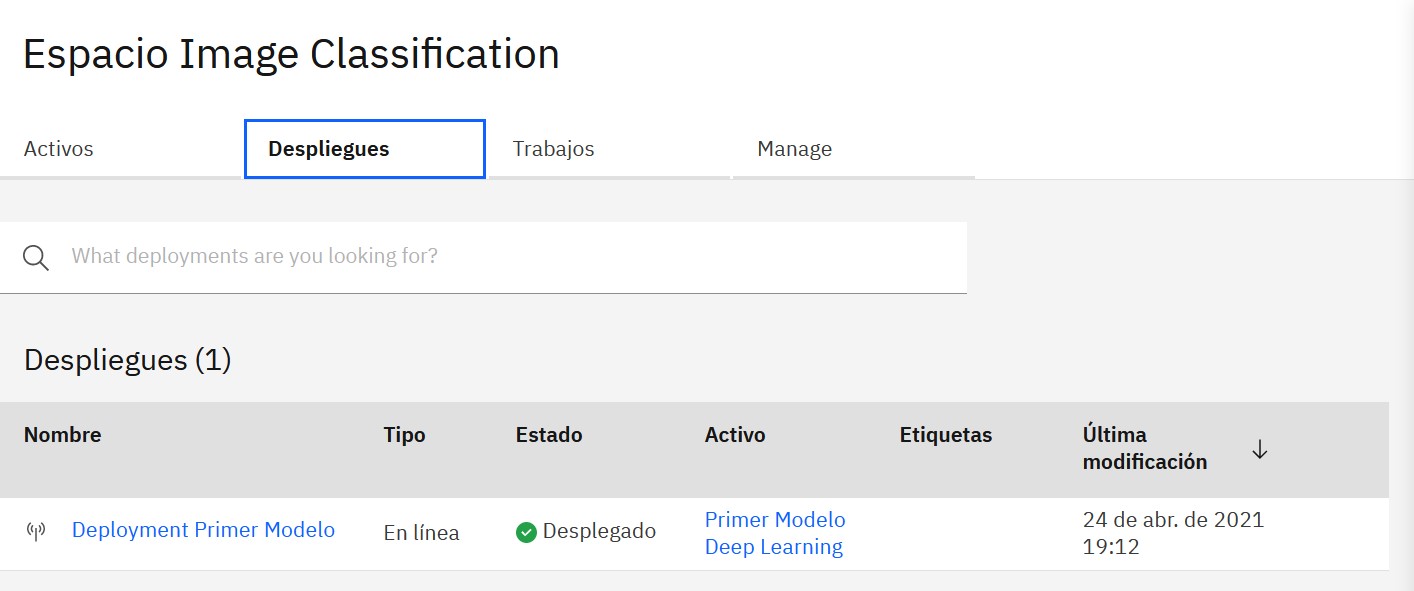 Espacio Image Classification
Activos Despliegues Trabajos Manage
What deployments are you looking for?
Despliegues (1)
Nombre Tipo Estado Activo Etiquetas Última modificación
Deployment Primer Modelo En línea Desplegado Primer Modelo Deep Learning 24 de abr. de 2021 19:12